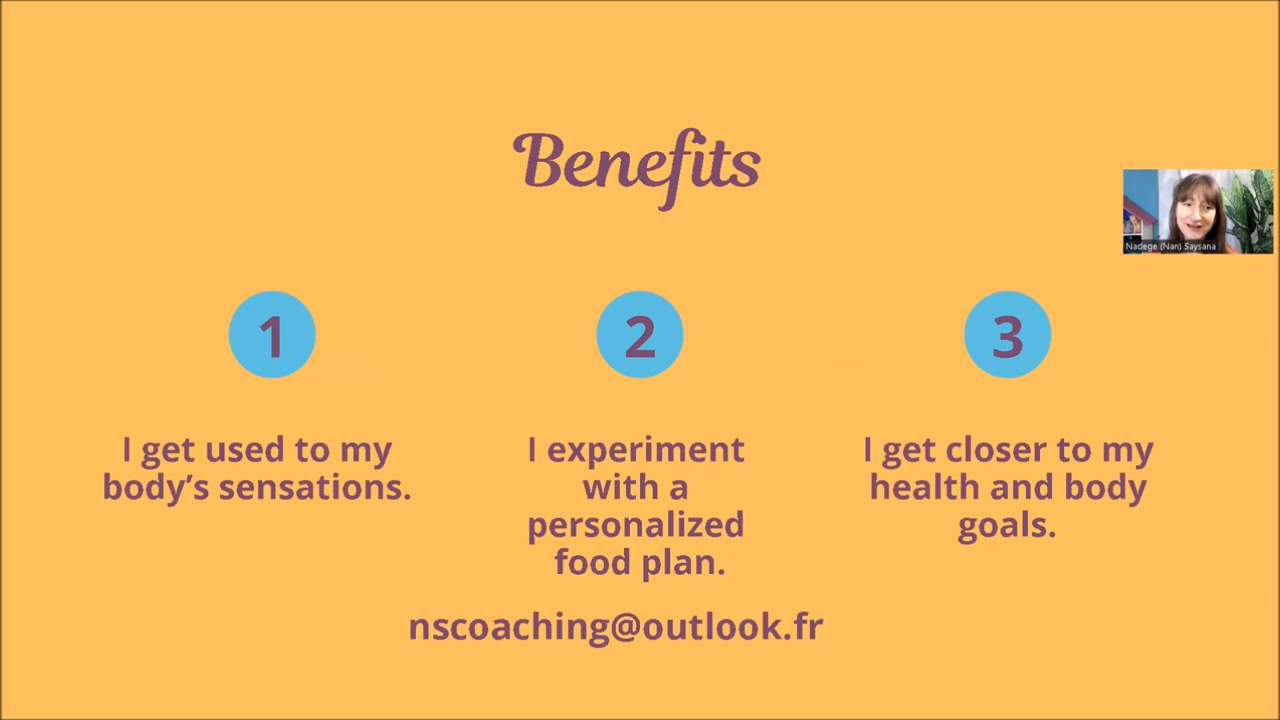 Benefits
Nadege (Nan) Saysana
1
2
3
I get used to my
body’s sensations.
I experiment
with a
personalized
food plan.
I get closer to my
health and body
goals.
nscoaching@outlook.fr